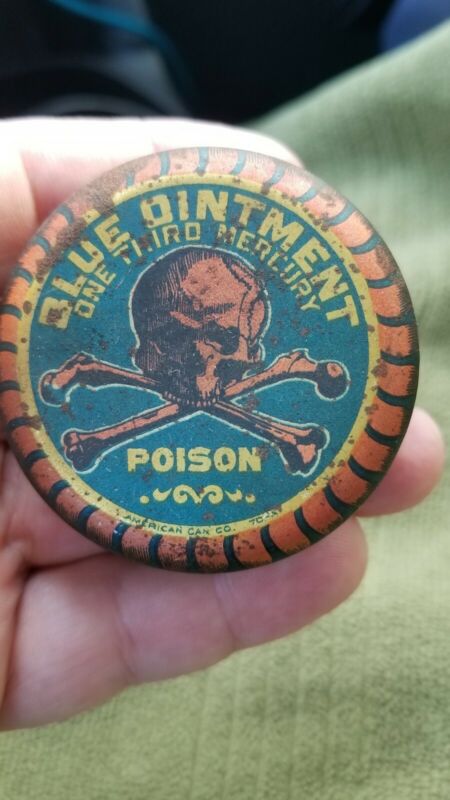 BLUE OINTMENT
ONE THIRD MERCURY
POISON
AMERICAN CAN CO.